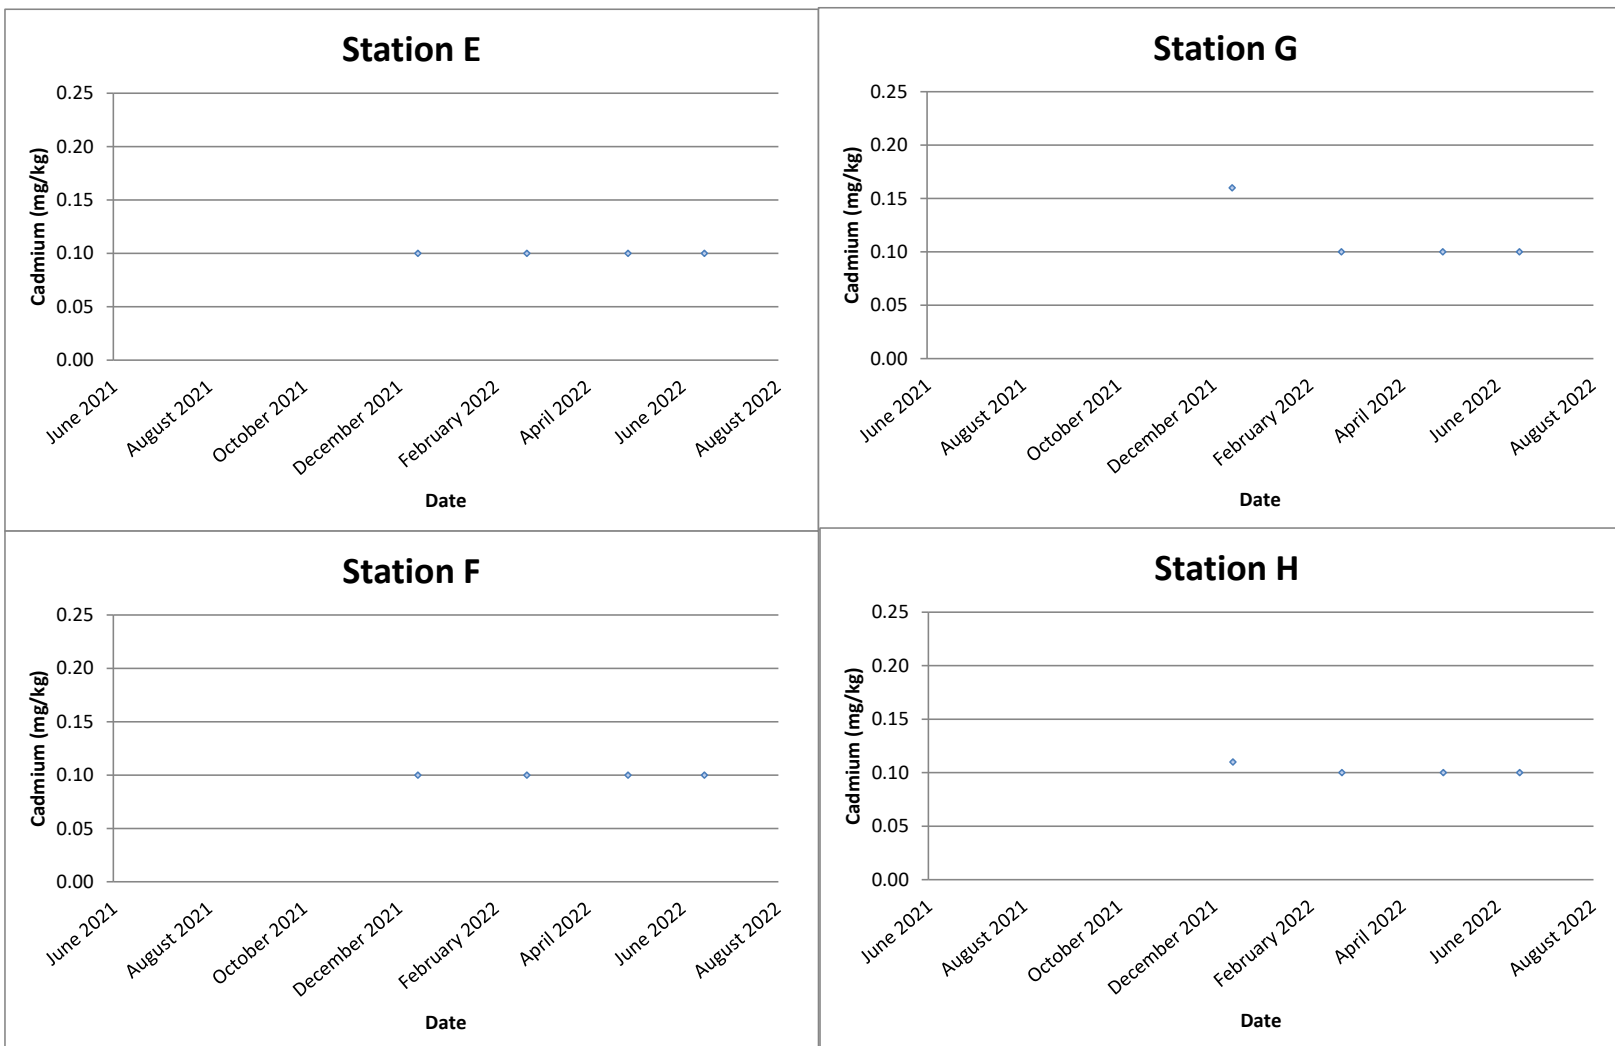 Station E
Cadmium (mg/kg)
0.25
0.20
0.15
0.10
0.05
0.00
June 2021
August 2021
October 2021
December 2021
February 2022
April 2022
June 2022
August 2022
Date
Station G
Cadmium (mg/kg)
0.25
0.20
0.15
0.10
0.05
0.00
June 2021
August 2021
October 2021
December 2021
February 2022
April 2022
June 2022
August 2022
Date
Station F
Cadmium (mg/kg)
0.25
0.20
0.15
0.10
0.05
0.00
June 2021
August 2021
October 2021
December 2021
February 2022
April 2022
June 2022
August 2022
Date
Station H
Cadmium (mg/kg)
0.25
0.20
0.15
0.10
0.05
0.00
June 2021
August 2021
October 2021
December 2021
February 2022
April 2022
June 2022
August 2022
Date